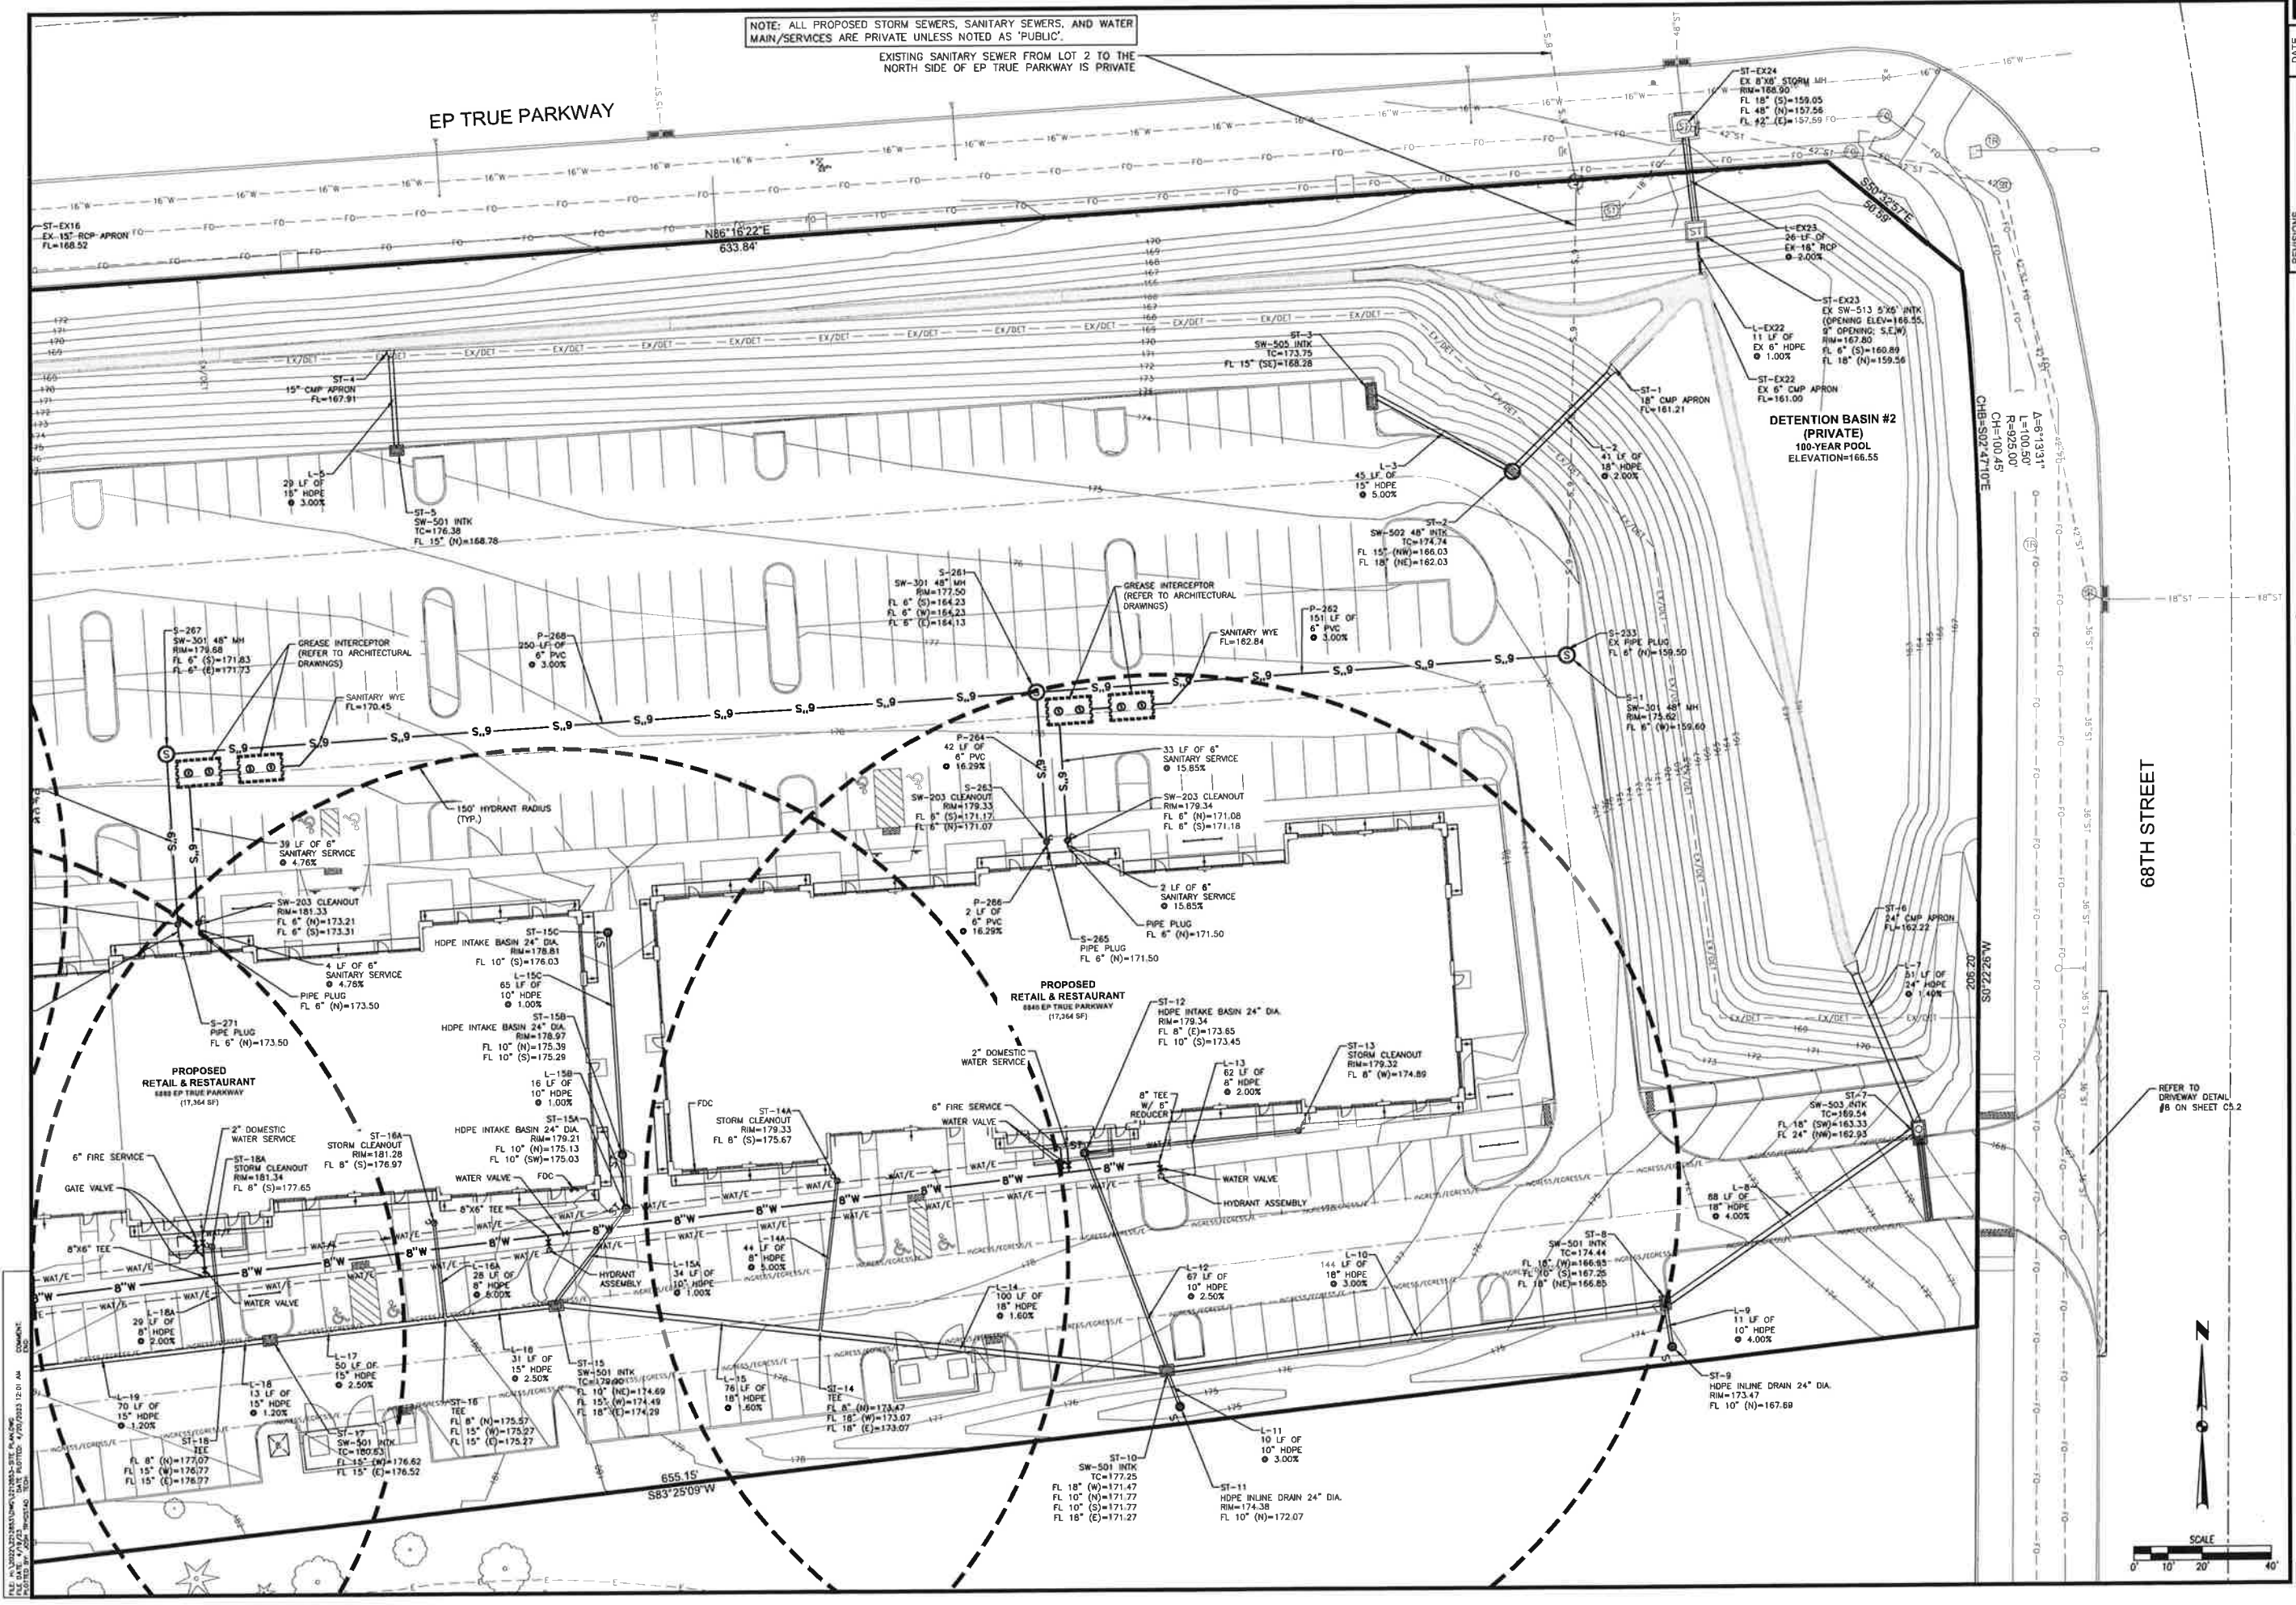 NOTE: ALL PROPOSED STORM SEWERS, SANITARY SEWERS, AND WATER
MAIN/SERVICES ARE PRIVATE UNLESS NOTED AS 'PUBLIC'.
EXISTING SANITARY SEWER FROM LOT 2 TO THE
NORTH SIDE OF EP TRUE PARKWAY IS PRIVATE
EP TRUE PARKWAY
ST-EX24
EX 8'X8' STORM MH
RIM=168.90
FL 18" (S)=159.05
FL 48" (N)=157.56
FL 42" (E)=157.59
ST-EX16
EX 15" RCP APRON
FL=168.52
N86°16'22"E
633.84'
S50°32'57"E
50.59'
L-EX23
26 LF OF
EX 18" RCP
@ 2.00%
ST-EX23
EX SW-513 5'X6' INTK
(OPENING ELEV=166.55,
9" OPENING; S,E,W)
RIM=167.80
FL 6" (S)=160.89
FL 18" (N)=159.56
L-EX22
11 LF OF
EX 6" HDPE
@ 1.00%
ST-EX22
EX 6" CMP APRON
FL=161.00
DETENTION BASIN #2
(PRIVATE)
100-YEAR POOL
ELEVATION=166.55
Δ=6°13'31"
L=100.50'
R=925.00'
CH=100.45'
CHB=S02°47'10"E
ST-3
SW-505 INTK
TC=173.75
FL 15" (SE)=168.28
ST-4
15" CMP APRON
FL=167.91
ST-1
18" CMP APRON
FL=161.21
L-2
41 LF OF
18" HDPE
@ 2.00%
L-3
45 LF OF
15" HDPE
@ 5.00%
L-5
29 LF OF
15" HDPE
@ 3.00%
ST-5
SW-501 INTK
TC=176.38
FL 15" (N)=168.78
ST-2
SW-502 48" INTK
TC=174.74
FL 15" (NW)=166.03
FL 18" (NE)=162.03
S-261
SW-301 48" MH
RIM=177.50
FL 6" (S)=164.23
FL 6" (W)=164.23
FL 6" (E)=164.13
GREASE INTERCEPTOR
(REFER TO ARCHITECTURAL
DRAWINGS)
SANITARY WYE
FL=162.84
P-262
151 LF OF
6" PVC
@ 3.00%
S-233
EX PIPE PLUG
FL 6" (N)=159.50
S-1
SW-301 48" MH
RIM=175.62
FL 6" (W)=159.60
S-267
SW-301 48" MH
RIM=179.68
FL 6" (S)=171.83
FL 6" (E)=171.73
GREASE INTERCEPTOR
(REFER TO ARCHITECTURAL
DRAWINGS)
SANITARY WYE
FL=170.45
P-268
250 LF OF
6" PVC
@ 3.00%
P-264
42 LF OF
6" PVC
@ 16.29%
33 LF OF 6"
SANITARY SERVICE
@ 15.85%
S-263
SW-203 CLEANOUT
RIM=179.33
FL 6" (S)=171.17
FL 6" (N)=171.07
SW-203 CLEANOUT
RIM=179.34
FL 6" (N)=171.08
FL 6" (S)=171.18
150' HYDRANT RADIUS
(TYP.)
39 LF OF 6"
SANITARY SERVICE
@ 4.76%
SW-203 CLEANOUT
RIM=181.33
FL 6" (N)=173.21
FL 6" (S)=173.31
4 LF OF 6"
SANITARY SERVICE
@ 4.76%
PIPE PLUG
FL 6" (N)=173.50
S-271
PIPE PLUG
FL 6" (N)=173.50
2 LF OF 6"
SANITARY SERVICE
@ 15.85%
P-266
2 LF OF
6" PVC
@ 16.29%
PIPE PLUG
FL 6" (N)=171.50
S-265
PIPE PLUG
FL 6" (N)=171.50
68TH STREET
ST-6
24" CMP APRON
FL=162.22
L-7
51 LF OF
24" HDPE
@ 1.40%
206.20'
S0°22'26"W
ST-15C
HDPE INTAKE BASIN 24" DIA.
RIM=178.81
FL 10" (S)=176.03
L-15C
65 LF OF
10" HDPE
@ 1.00%
ST-15B
HDPE INTAKE BASIN 24" DIA.
RIM=178.97
FL 10" (N)=175.39
FL 10" (S)=175.29
L-15B
16 LF OF
10" HDPE
@ 1.00%
ST-15A
HDPE INTAKE BASIN 24" DIA.
RIM=179.21
FL 10" (N)=175.13
FL 10" (SW)=175.03
PROPOSED
RETAIL & RESTAURANT
6840 EP TRUE PARKWAY
(17,364 SF)
ST-12
HDPE INTAKE BASIN 24" DIA.
RIM=179.34
FL 8" (E)=173.65
FL 10" (S)=173.45
2" DOMESTIC
WATER SERVICE
L-13
62 LF OF
8" HDPE
@ 2.00%
ST-13
STORM CLEANOUT
RIM=179.32
FL 8" (W)=174.89
PROPOSED
RETAIL & RESTAURANT
6880 EP TRUE PARKWAY
(17,364 SF)
FDC
ST-14A
STORM CLEANOUT
RIM=179.33
FL 8" (S)=175.67
6" FIRE SERVICE
WATER VALVE
8" TEE
W/ 6"
REDUCER
WATER VALVE
HYDRANT ASSEMBLY
2" DOMESTIC
WATER SERVICE
6" FIRE SERVICE
GATE VALVE
ST-18A
STORM CLEANOUT
RIM=181.34
FL 8" (S)=177.65
ST-16A
STORM CLEANOUT
RIM=181.28
FL 8" (S)=176.97
WATER VALVE
FDC
8"X6" TEE
8"X6" TEE
WATER VALVE
HYDRANT
ASSEMBLY
ST-7
SW-503 INTK
TC=169.54
FL 18" (SW)=163.33
FL 24" (NW)=162.93
REFER TO
DRIVEWAY DETAIL
#8 ON SHEET C5.2
L-8
88 LF OF
18" HDPE
@ 4.00%
ST-8
SW-501 INTK
TC=174.44
FL 18" (W)=166.95
FL 10" (S)=167.25
FL 18" (NE)=166.85
L-16A
28 LF OF
8" HDPE
@ 5.00%
L-15A
34 LF OF
10" HDPE
@ 1.00%
L-14A
44 LF OF
8" HDPE
@ 5.00%
L-14
100 LF OF
18" HDPE
@ 1.60%
L-12
67 LF OF
10" HDPE
@ 2.50%
L-10
144 LF OF
18" HDPE
@ 3.00%
L-9
11 LF OF
10" HDPE
@ 4.00%
L-18A
29 LF OF
8" HDPE
@ 2.00%
L-17
50 LF OF
15" HDPE
@ 2.50%
L-16
31 LF OF
15" HDPE
@ 2.50%
L-19
70 LF OF
15" HDPE
@ 1.20%
L-18
13 LF OF
15" HDPE
@ 1.20%
ST-15
SW-501 INTK
FL 10" (NE)=174.69
FL 15" (W)=174.49
FL 18" (E)=174.29
L-15
76 LF OF
18" HDPE
@ 1.60%
ST-14
TEE
FL 8" (N)=173.47
FL 18" (W)=173.07
FL 18" (E)=173.07
ST-9
HDPE INLINE DRAIN 24" DIA.
RIM=173.47
FL 10" (N)=167.69
ST-16
TEE
FL 8" (N)=175.57
FL 15" (W)=175.27
FL 15" (E)=175.27
ST-17
SW-501 INTK
TC=180.63
FL 15" (W)=176.62
FL 15" (E)=176.52
ST-18
TEE
FL 8" (N)=177.07
FL 15" (W)=176.77
FL 15" (E)=176.77
L-11
10 LF OF
10" HDPE
@ 3.00%
ST-10
SW-501 INTK
TC=177.25
FL 18" (W)=171.47
FL 10" (N)=171.77
FL 10" (S)=171.77
FL 18" (E)=171.27
ST-11
HDPE INLINE DRAIN 24" DIA.
RIM=174.38
FL 10" (N)=172.07
655.15'
S83°25'09"W
N
SCALE
0' 10' 20' 40'